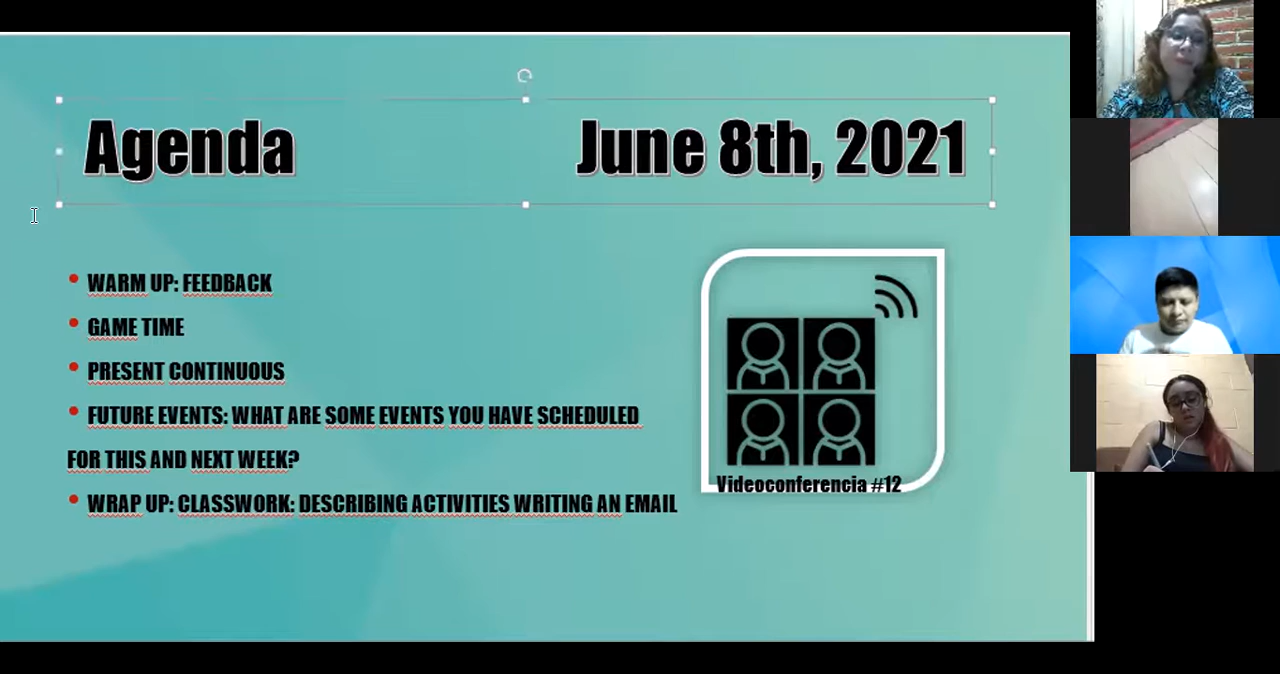 Agenda June 8th, 2021
WARM UP: FEEDBACK
GAME TIME
PRESENT CONTINUOUS
FUTURE EVENTS: WHAT ARE SOME EVENTS YOU HAVE SCHEDULED
FOR THIS AND NEXT WEEK?
WRAP UP: CLASSWORK: DESCRIBING ACTIVITIES WRITING AN EMAIL
Videoconferencia #12